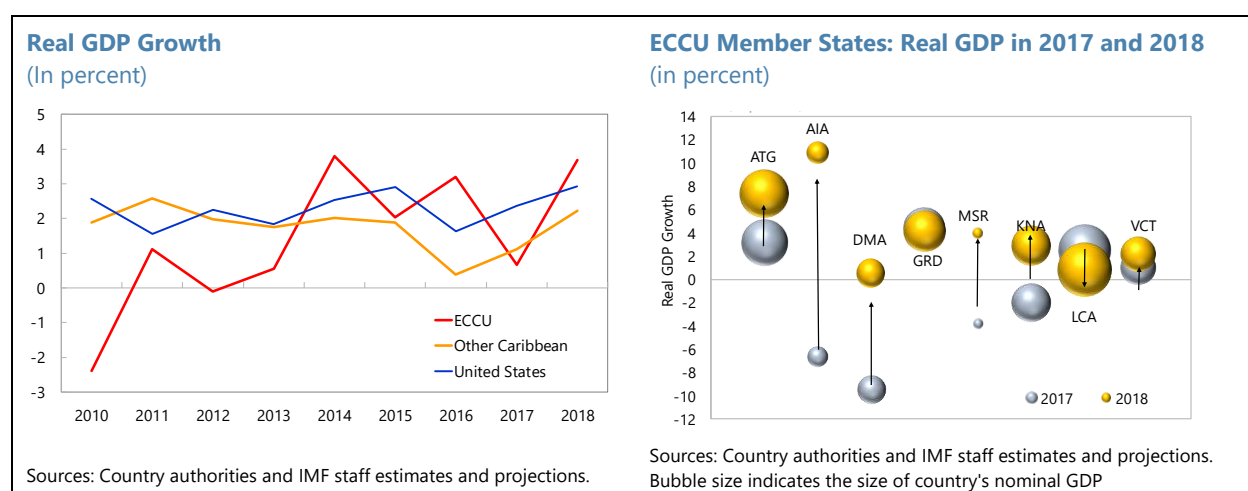 Real GDP Growth
(In percent)
5
4
3
2
1
0
-1
-2
-3
ECCU
Other Caribbean
United States
2010 2011 2012 2013 2014 2015 2016 2017 2018
Sources: Country authorities and IMF staff estimates and projections.
ECCU Member States: Real GDP in 2017 and 2018
(in percent)
Real GDP Growth
14
12
10
8
6
4
2
0
-2
-4
-6
-8
-10
-12
ATG
AIA
DMA
GRD
MSR
KNA
LCA
VCT
2017 2018
Sources: Country authorities and IMF staff estimates and projections.
Bubble size indicates the size of country's nominal GDP